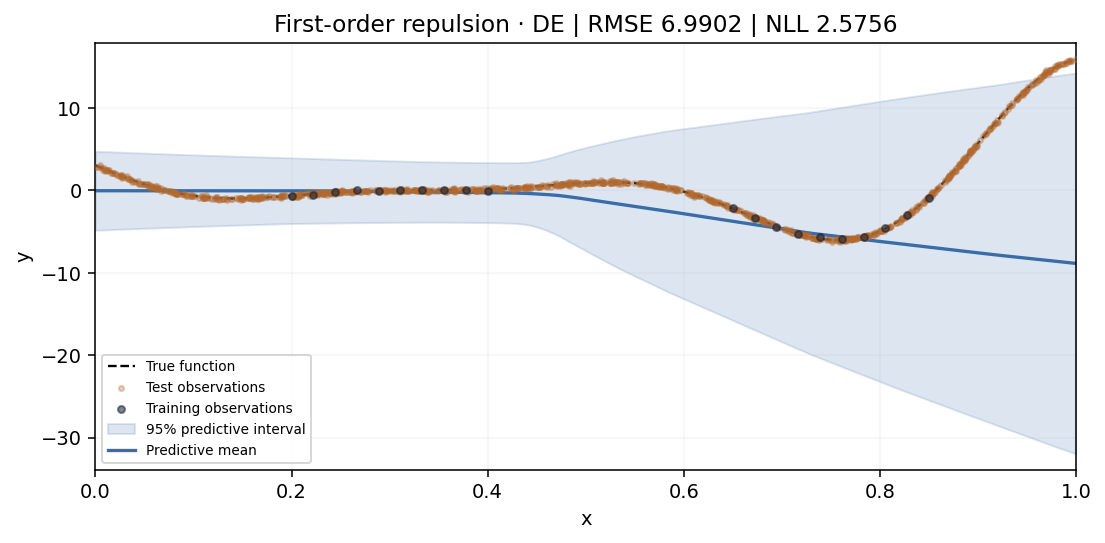 First-order repulsion · DE | RMSE 6.9902 | NLL 2.5756
y
10
0
−10
−20
−30
True function
Test observations
Training observations
95% predictive interval
Predictive mean
0.0 0.2 0.4 0.6 0.8 1.0
x